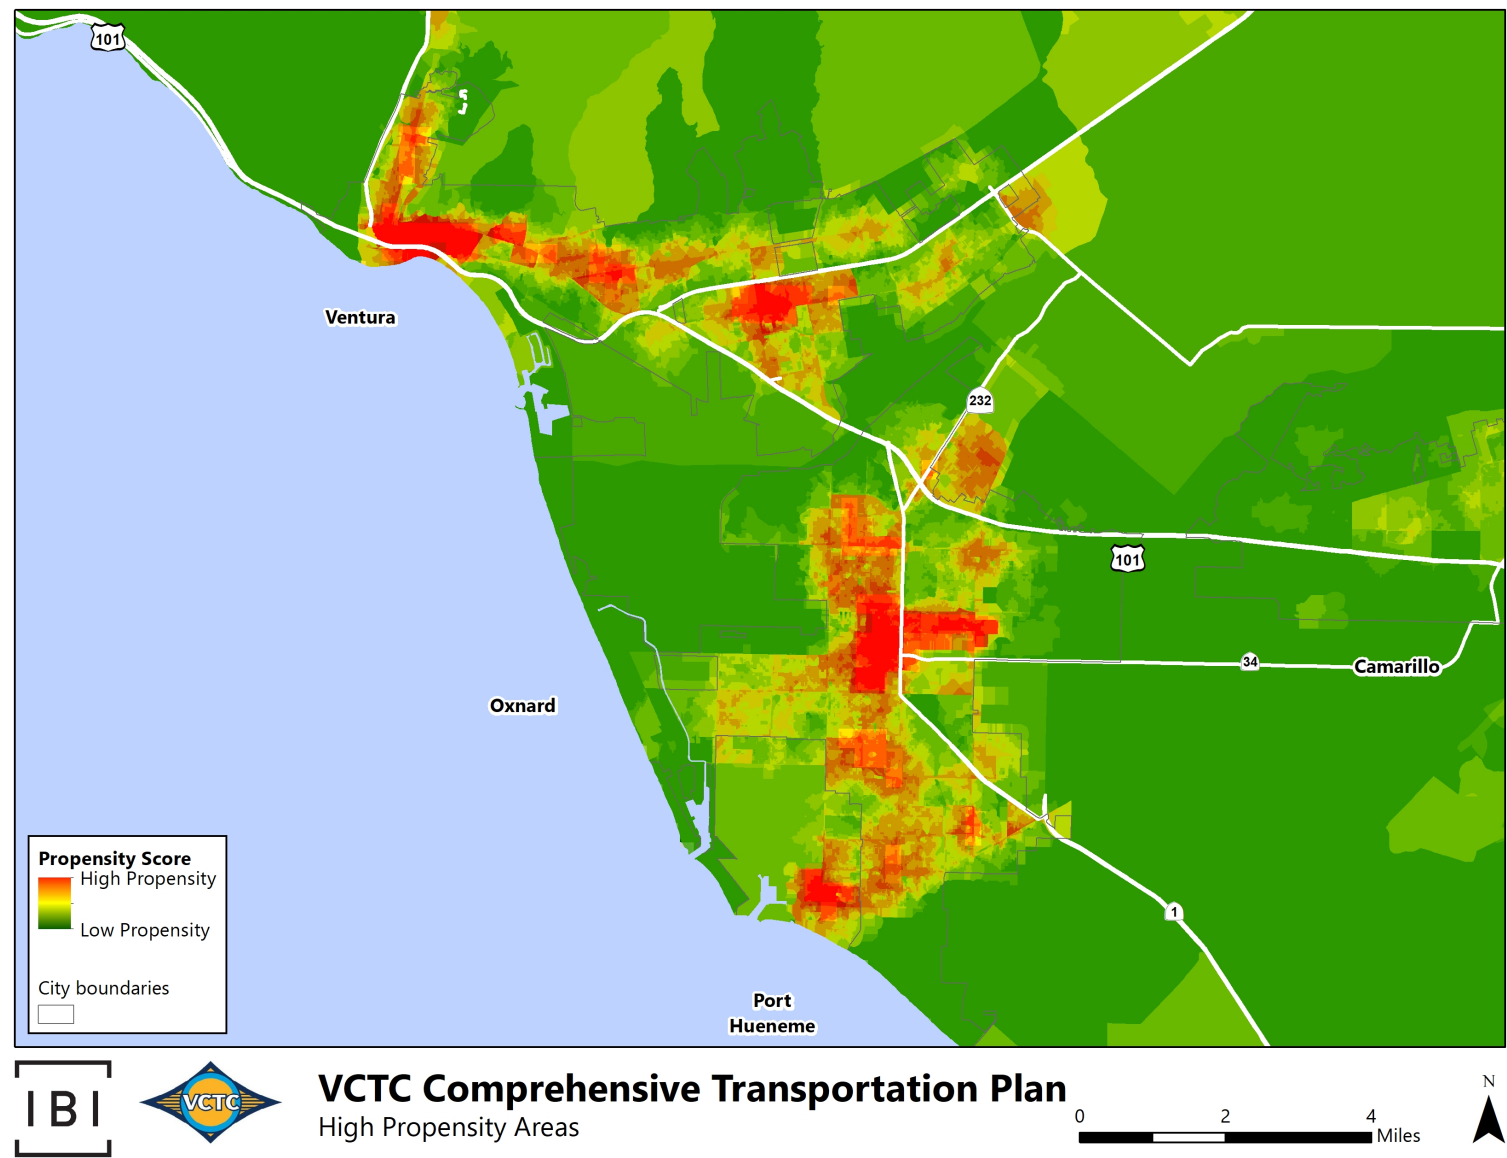 101
Ventura
232
101
34
Camarillo
Oxnard
1
Port
Hueneme
Propensity Score
High Propensity
Low Propensity
City boundaries
IBI
VCTC
VCTC Comprehensive Transportation Plan
High Propensity Areas
0 2 4
Miles
N